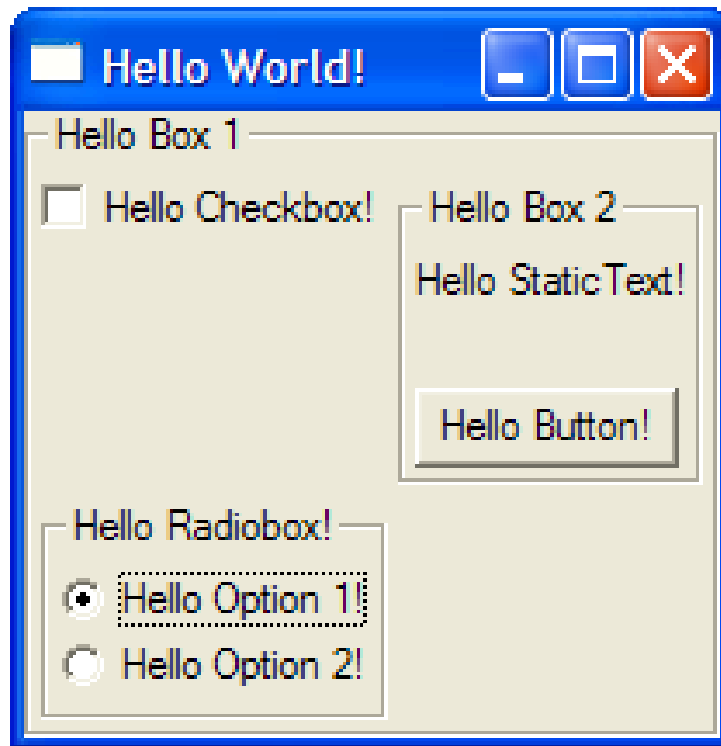 Hello World!
Hello Box 1
Hello Checkbox!
Hello Box 2
Hello StaticText!
Hello Button!
Hello Radiobox!
Hello Option 1!
Hello Option 2!